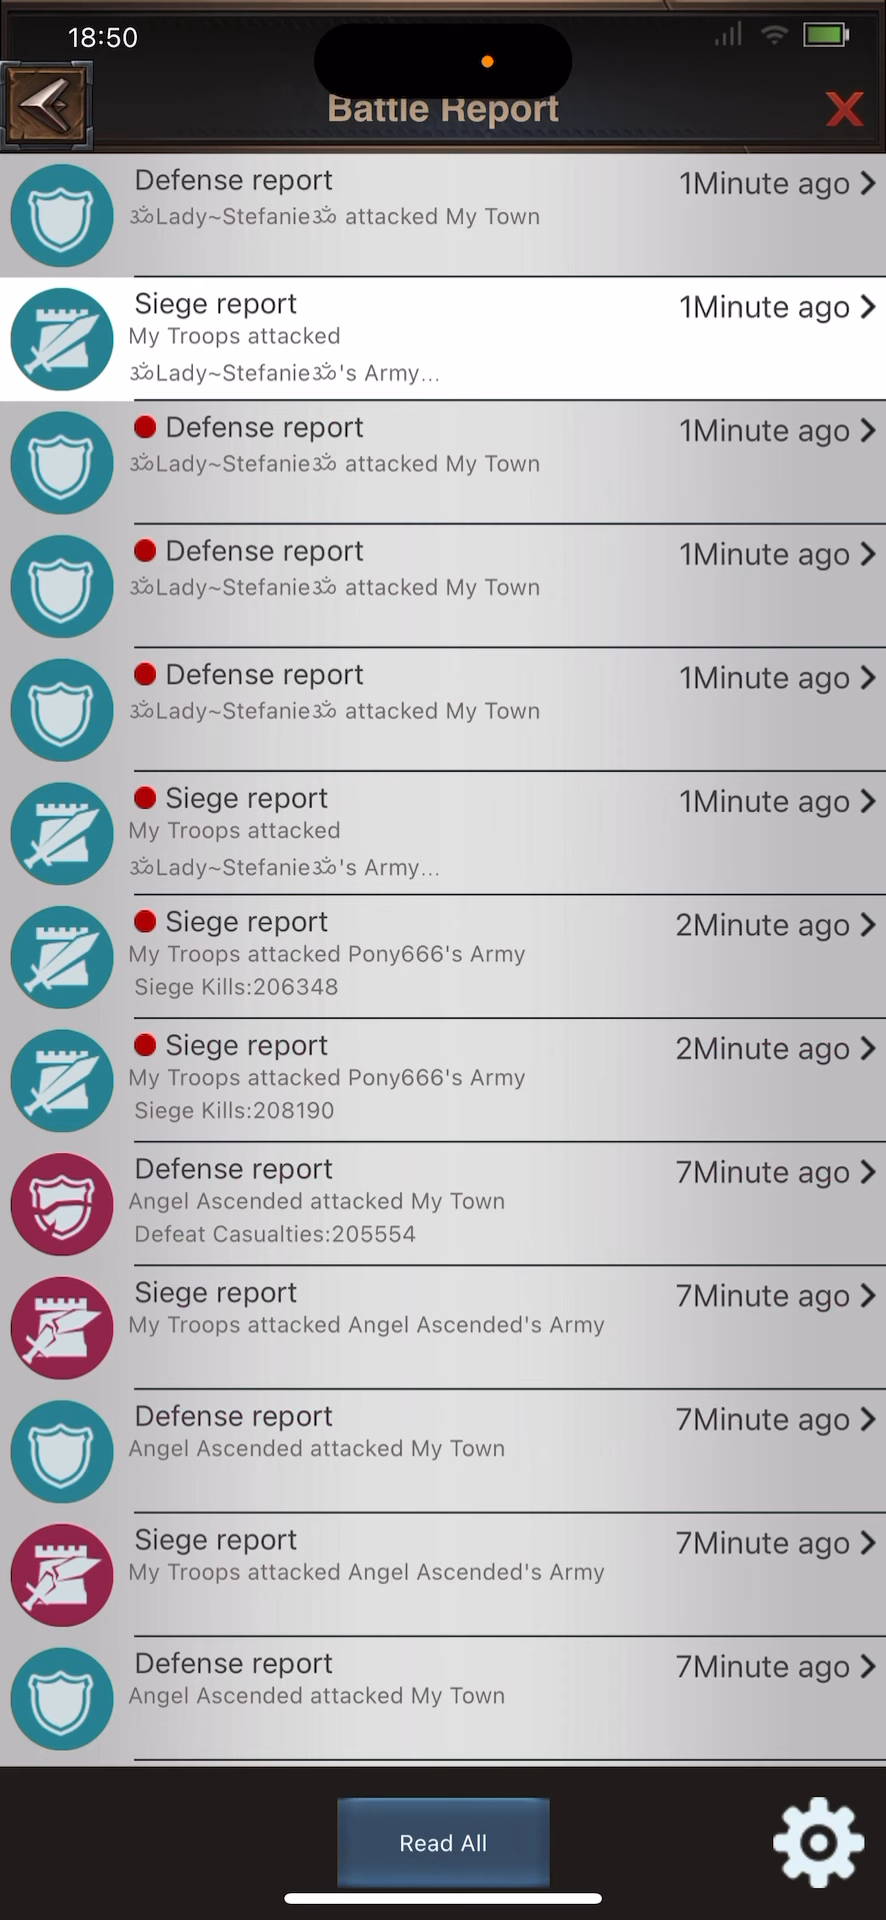 18:50
Battle Report
Defense report
1Minute ago
ॐLady~Stefanieॐ attacked My Town
Siege report
1Minute ago
My Troops attacked
ॐLady~Stefanieॐ's Army...
Defense report
1Minute ago
ॐLady~Stefanieॐ attacked My Town
Defense report
1Minute ago
ॐLady~Stefanieॐ attacked My Town
Defense report
1Minute ago
ॐLady~Stefanieॐ attacked My Town
Siege report
1Minute ago
My Troops attacked
ॐLady~Stefanieॐ's Army...
Siege report
2Minute ago
My Troops attacked Pony666's Army
Siege Kills:206348
Siege report
2Minute ago
My Troops attacked Pony666's Army
Siege Kills:208190
Defense report
7Minute ago
Angel Ascended attacked My Town
Defeat Casualties:205554
Siege report
7Minute ago
My Troops attacked Angel Ascended's Army
Defense report
7Minute ago
Angel Ascended attacked My Town
Siege report
7Minute ago
My Troops attacked Angel Ascended's Army
Defense report
7Minute ago
Angel Ascended attacked My Town
Read All